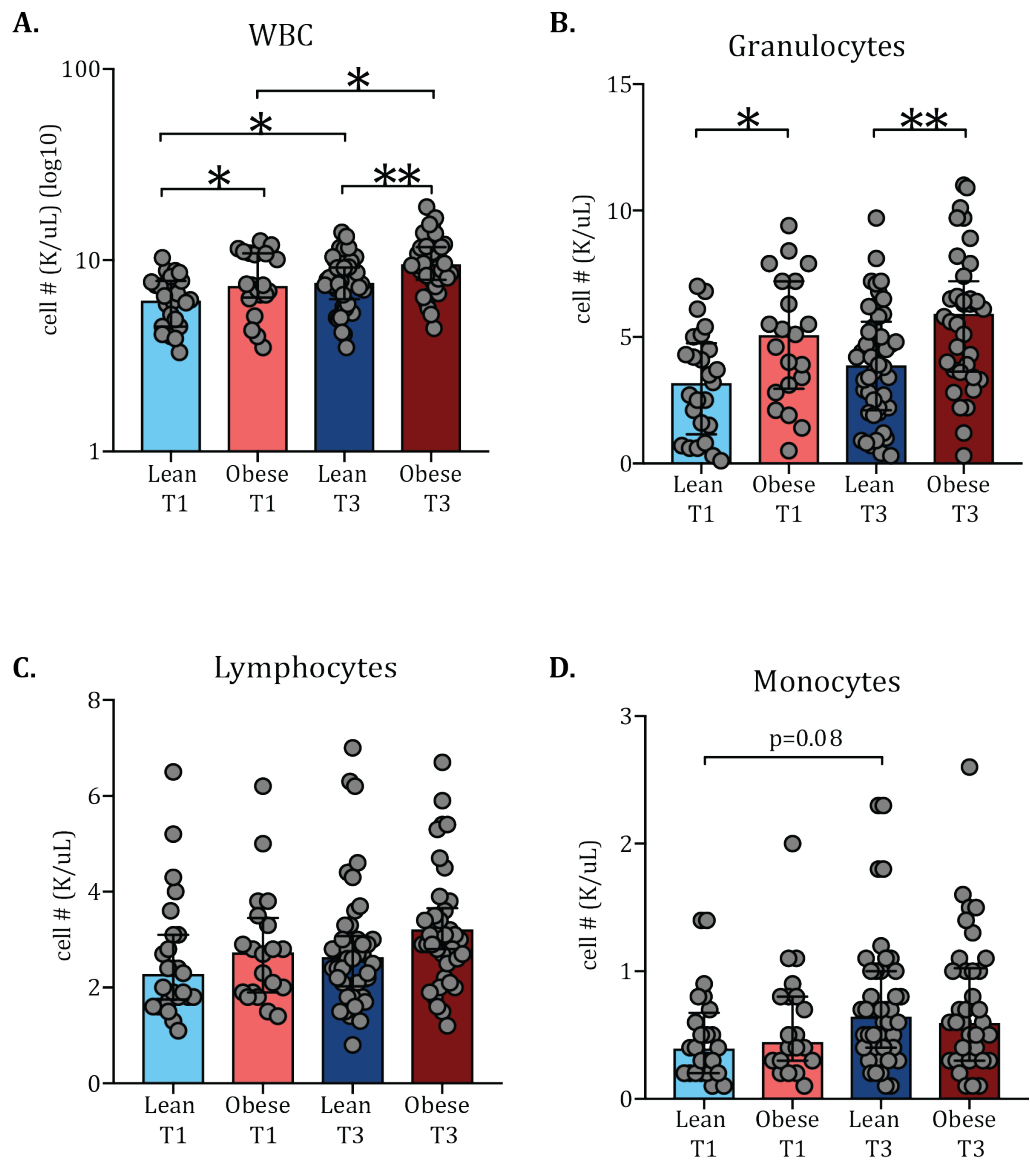 A.
WBC
100
10
1
cell # (K/uL) (log10)
*
*
*
**
Lean Obese Lean Obese
T1 T1 T3 T3
B.
Granulocytes
15
10
5
0
cell # (K/uL)
*
**
Lean Obese Lean Obese
T1 T1 T3 T3
C.
Lymphocytes
8
6
4
2
0
cell # (K/uL)
Lean Obese Lean Obese
T1 T1 T3 T3
D.
Monocytes
3
2
1
0
cell # (K/uL)
p=0.08
Lean Obese Lean Obese
T1 T1 T3 T3